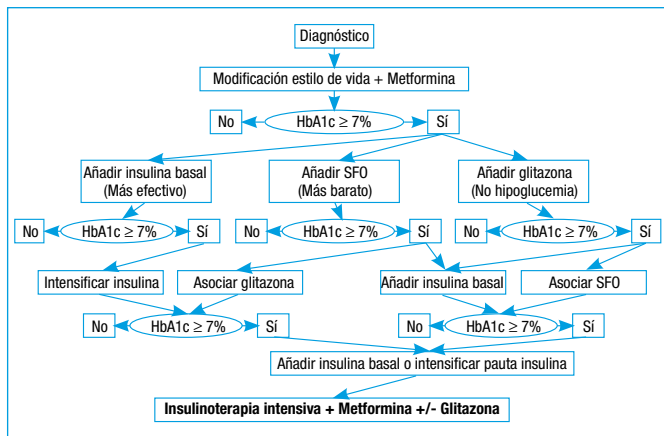 Diagnóstico
Modificación estilo de vida + Metformina
No HbA1c ≥ 7% Sí
Añadir insulina basal
(Más efectivo)
Añadir SFO
(Más barato)
Añadir glitazona
(No hipoglucemia)
No HbA1c ≥ 7% Sí
No HbA1c ≥ 7% Sí
No HbA1c ≥ 7% Sí
Intensificar insulina
Asociar glitazona
Añadir insulina basal
Asociar SFO
No HbA1c ≥ 7% Sí
No HbA1c ≥ 7% Sí
Añadir insulina basal o intensificar pauta insulina
Insulinoterapia intensiva + Metformina +/- Glitazona